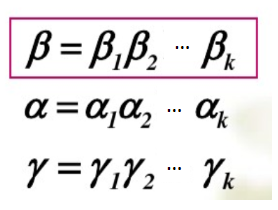 β = β₁β₂ ··· βₖ
α = α₁α₂ ··· αₖ
γ = γ₁γ₂ ··· γₖ